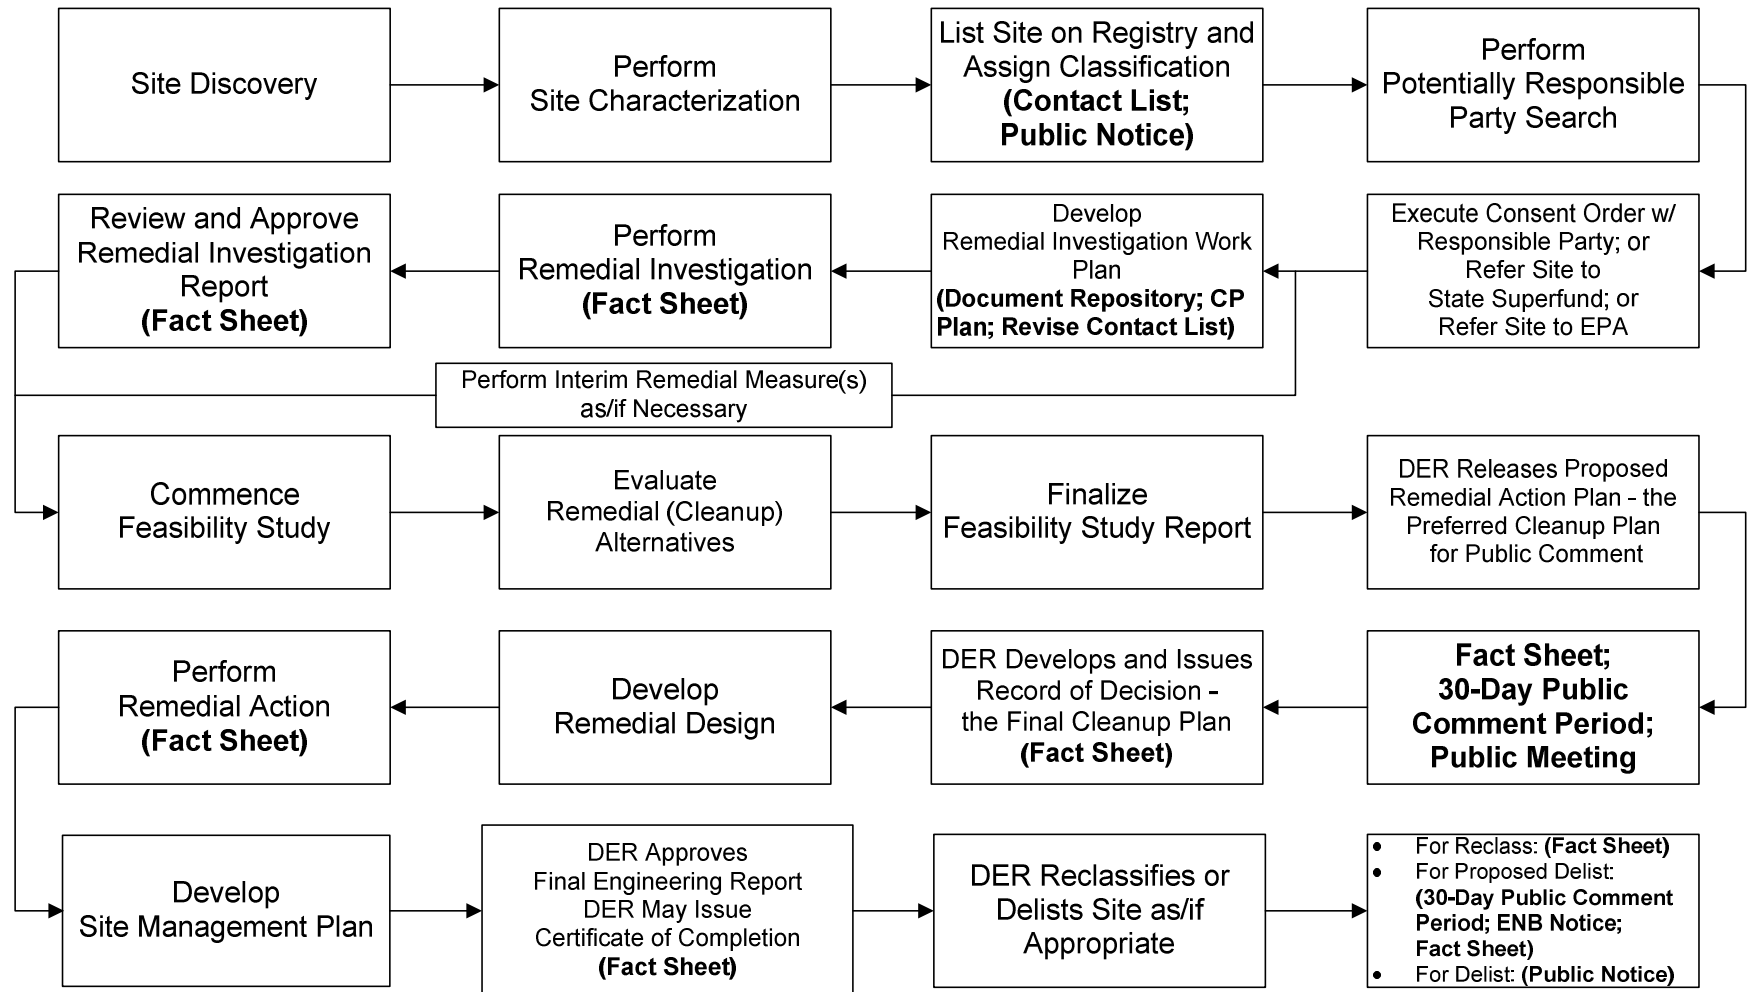 Site Discovery
Perform
Site Characterization
List Site on Registry and
Assign Classification
(Contact List;
Public Notice)
Perform
Potentially Responsible
Party Search
Execute Consent Order w/
Responsible Party; or
Refer Site to
State Superfund; or
Refer Site to EPA
Develop
Remedial Investigation Work
Plan
(Document Repository; CP
Plan; Revise Contact List)
Perform
Remedial Investigation
(Fact Sheet)
Review and Approve
Remedial Investigation
Report
(Fact Sheet)
Perform Interim Remedial Measure(s)
as/if Necessary
Commence
Feasibility Study
Evaluate
Remedial (Cleanup)
Alternatives
Finalize
Feasibility Study Report
DER Releases Proposed
Remedial Action Plan - the
Preferred Cleanup Plan
for Public Comment
Fact Sheet;
30-Day Public
Comment Period;
Public Meeting
DER Develops and Issues
Record of Decision -
the Final Cleanup Plan
(Fact Sheet)
Develop
Remedial Design
Perform
Remedial Action
(Fact Sheet)
Develop
Site Management Plan
DER Approves
Final Engineering Report
DER May Issue
Certificate of Completion
(Fact Sheet)
DER Reclassifies or
Delists Site as/if
Appropriate
• For Reclass: (Fact Sheet)
• For Proposed Delist:
(30-Day Public Comment
Period; ENB Notice;
Fact Sheet)
• For Delist: (Public Notice)